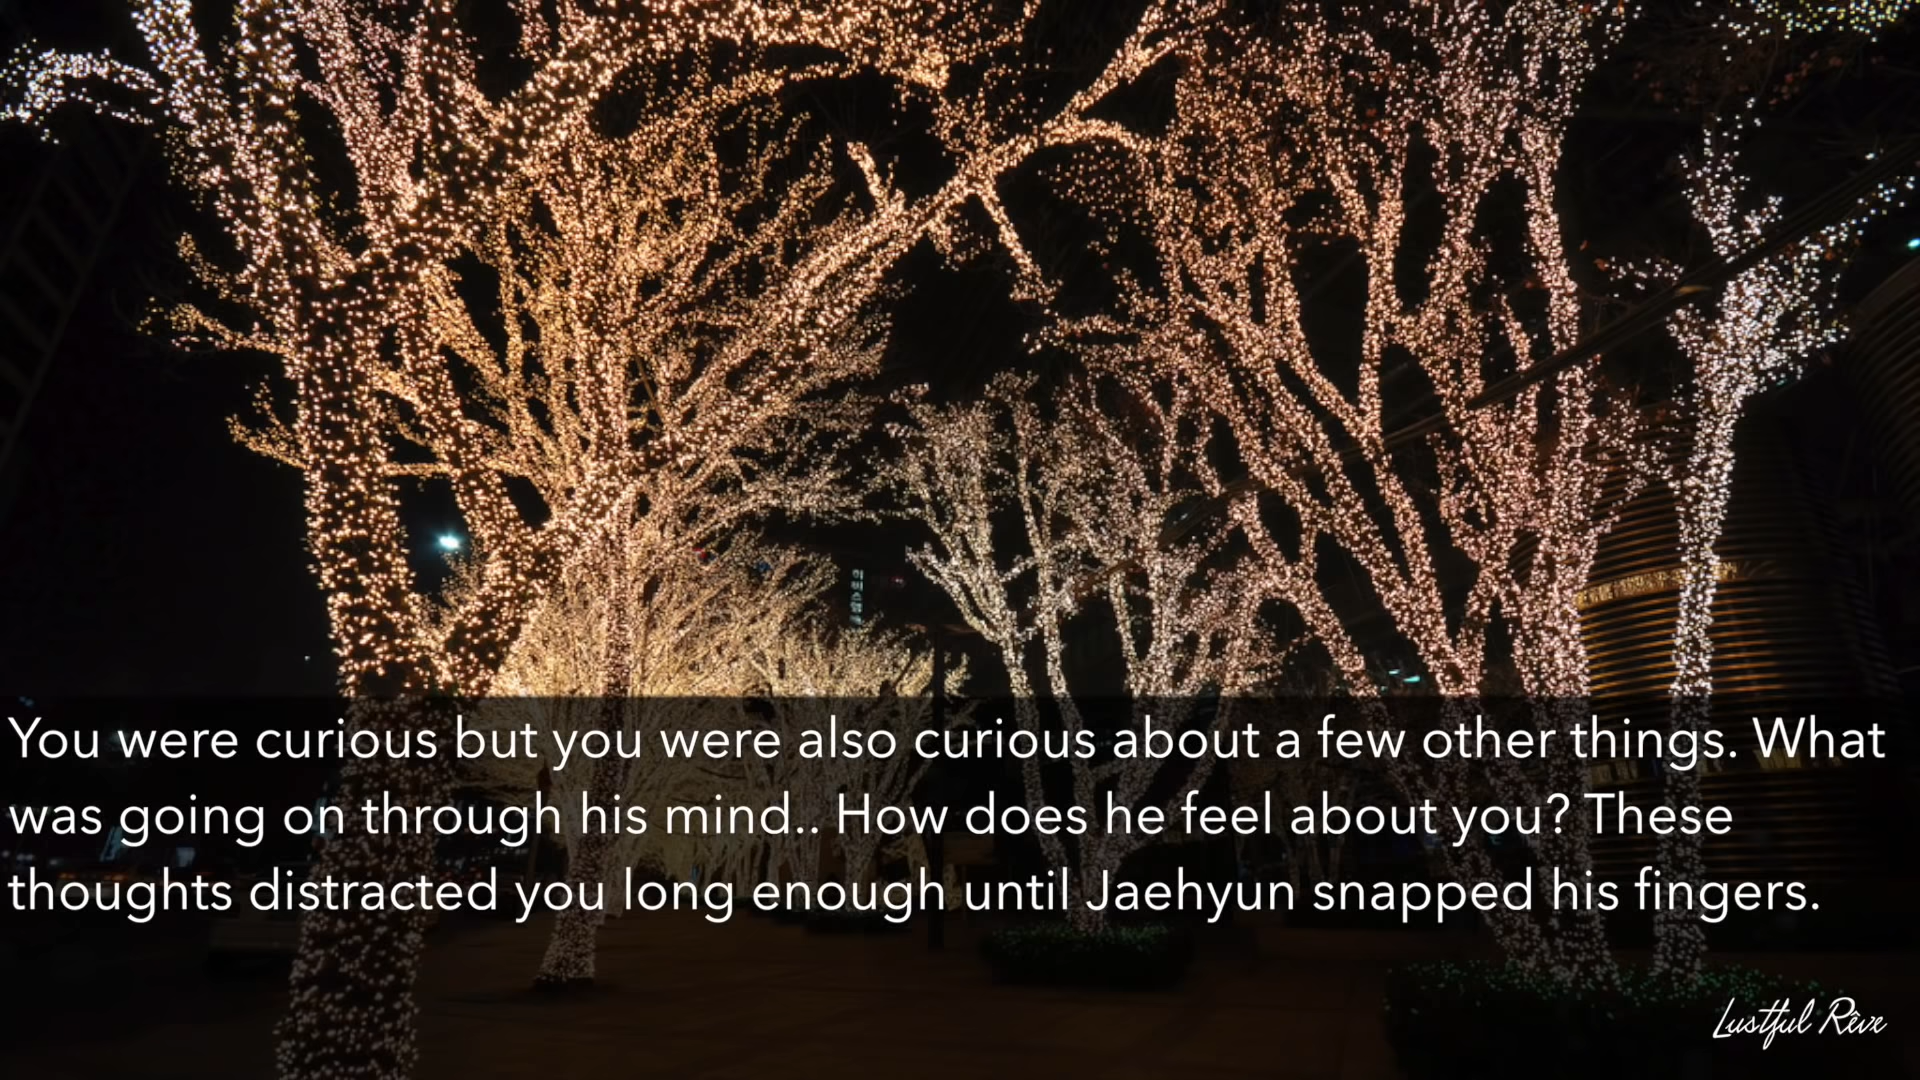 You were curious but you were also curious about a few other things. What
was going on through his mind.. How does he feel about you? These
thoughts distracted you long enough until Jaehyun snapped his fingers.
Lustful Rêve